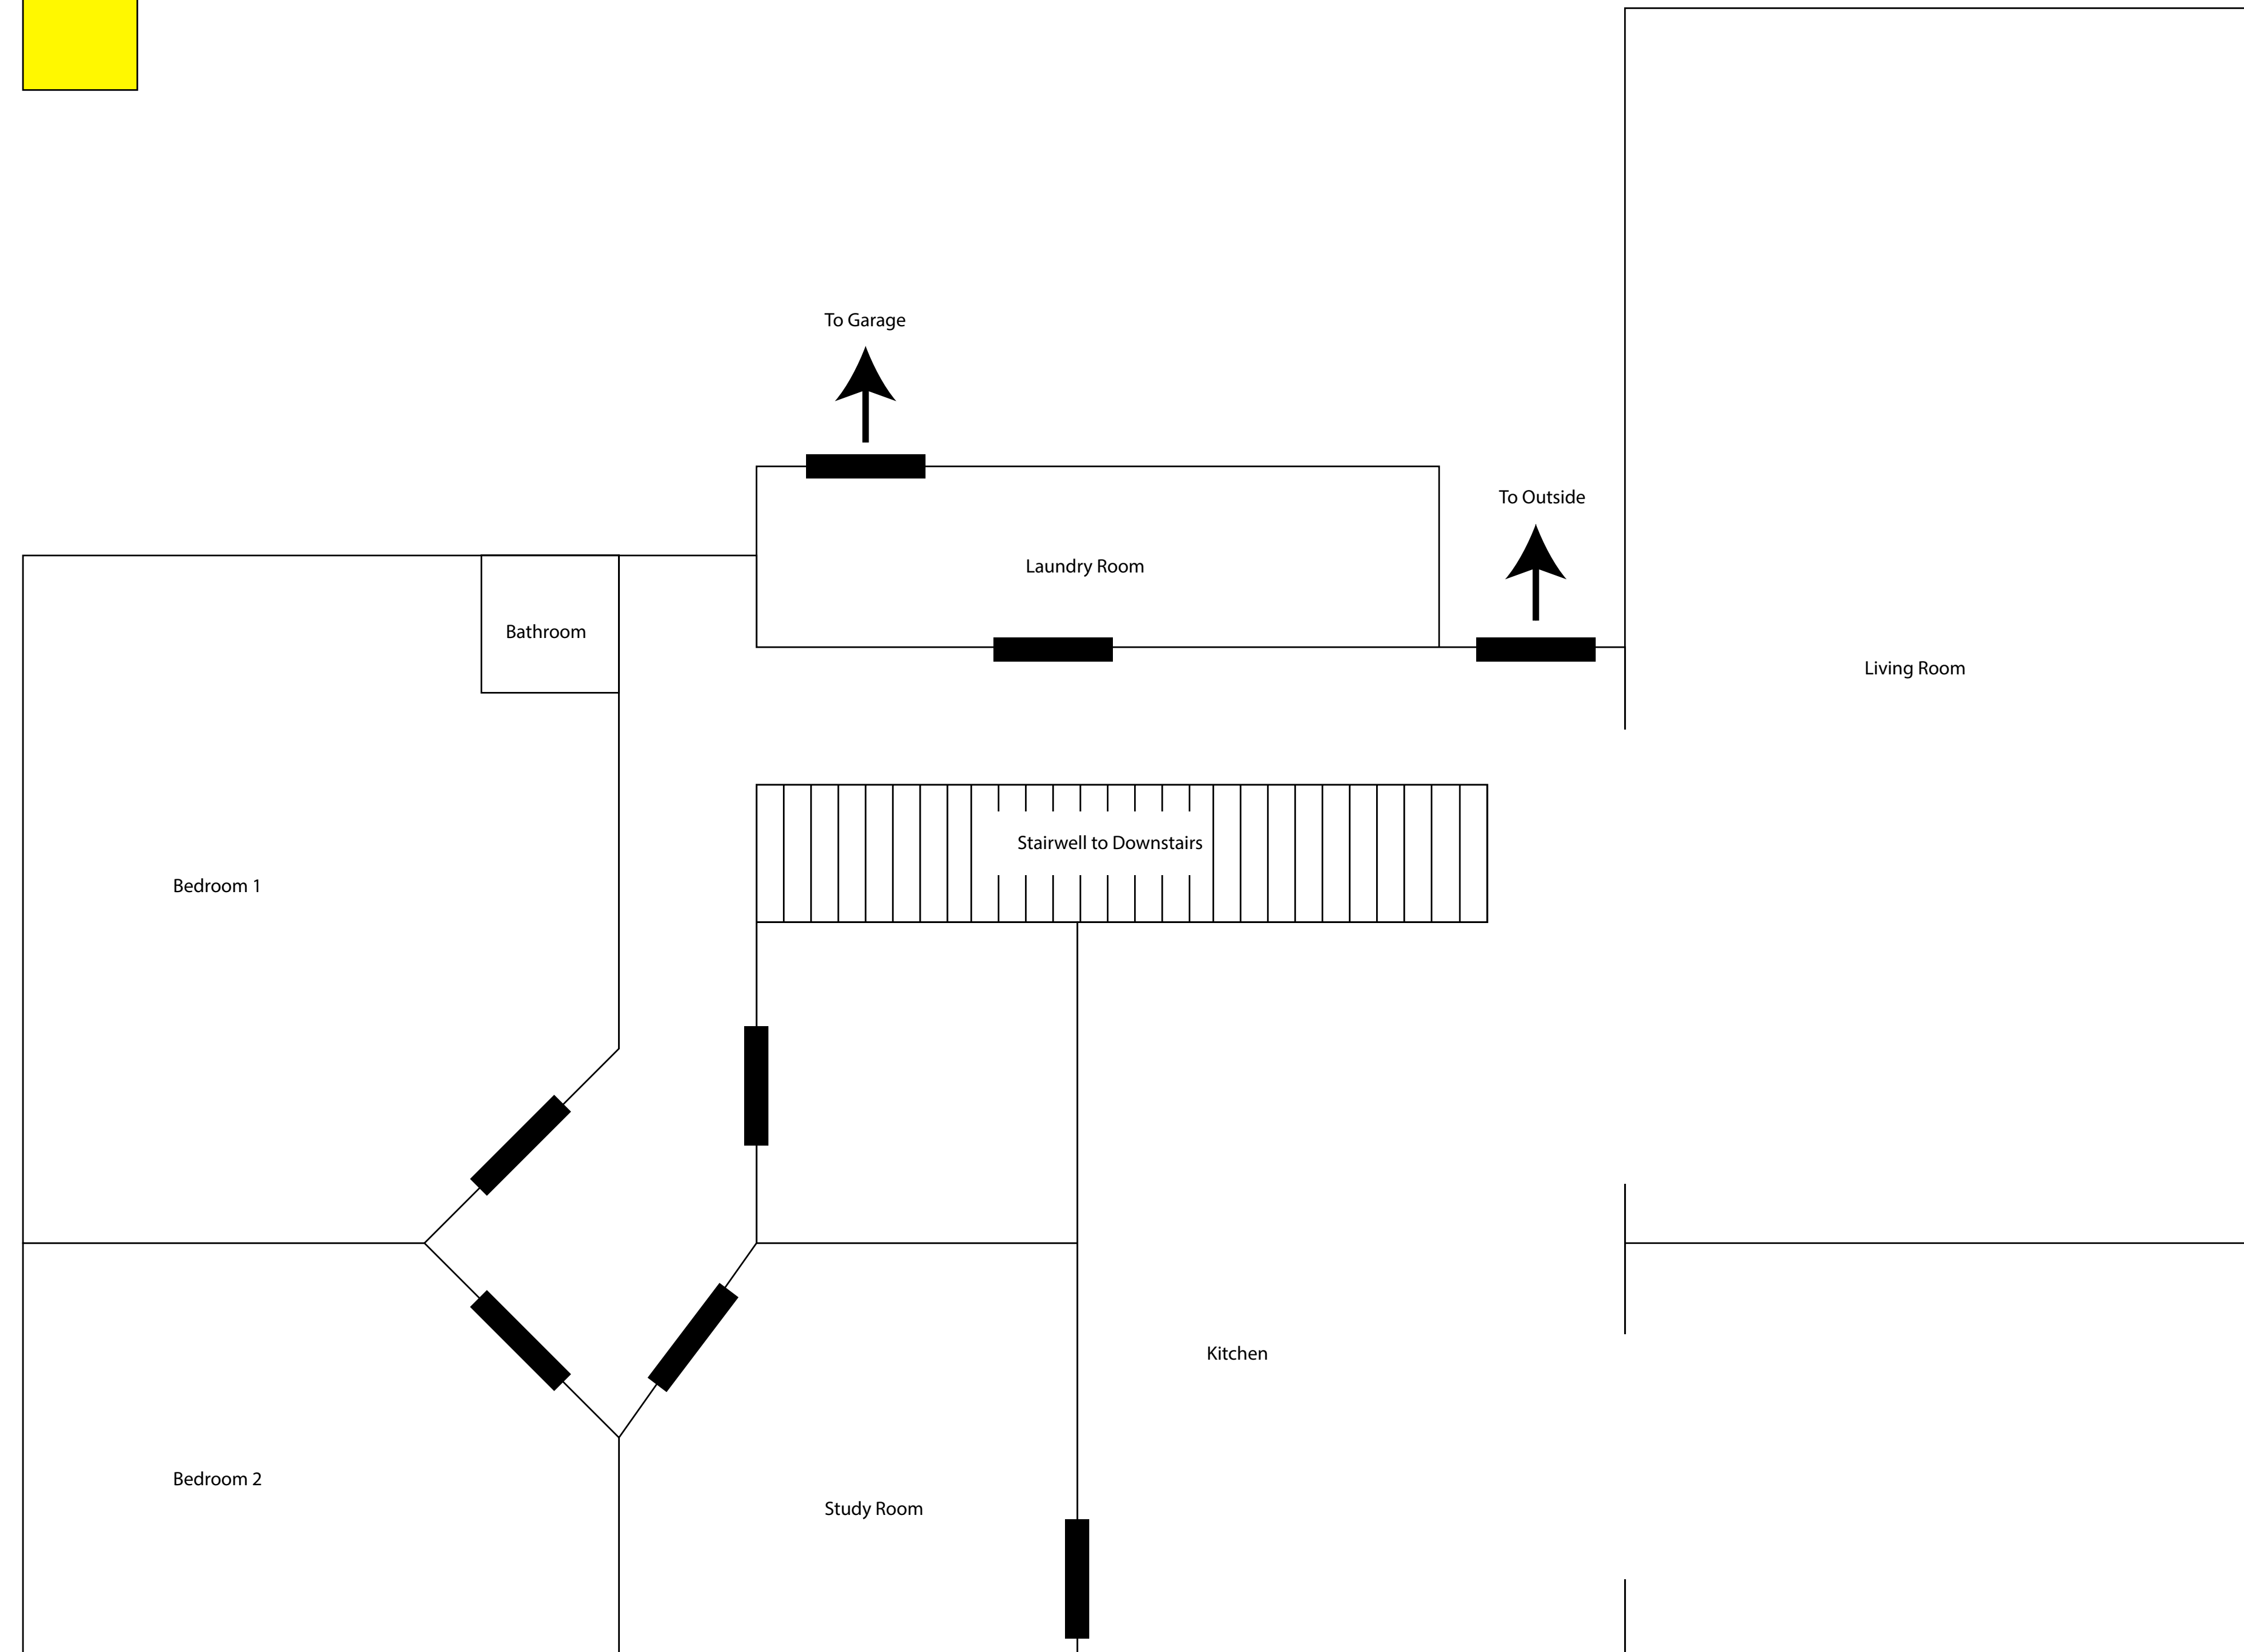 To Garage
To Outside
Laundry Room
Bathroom
Living Room
Stairwell to Downstairs
Bedroom 1
Kitchen
Bedroom 2
Study Room